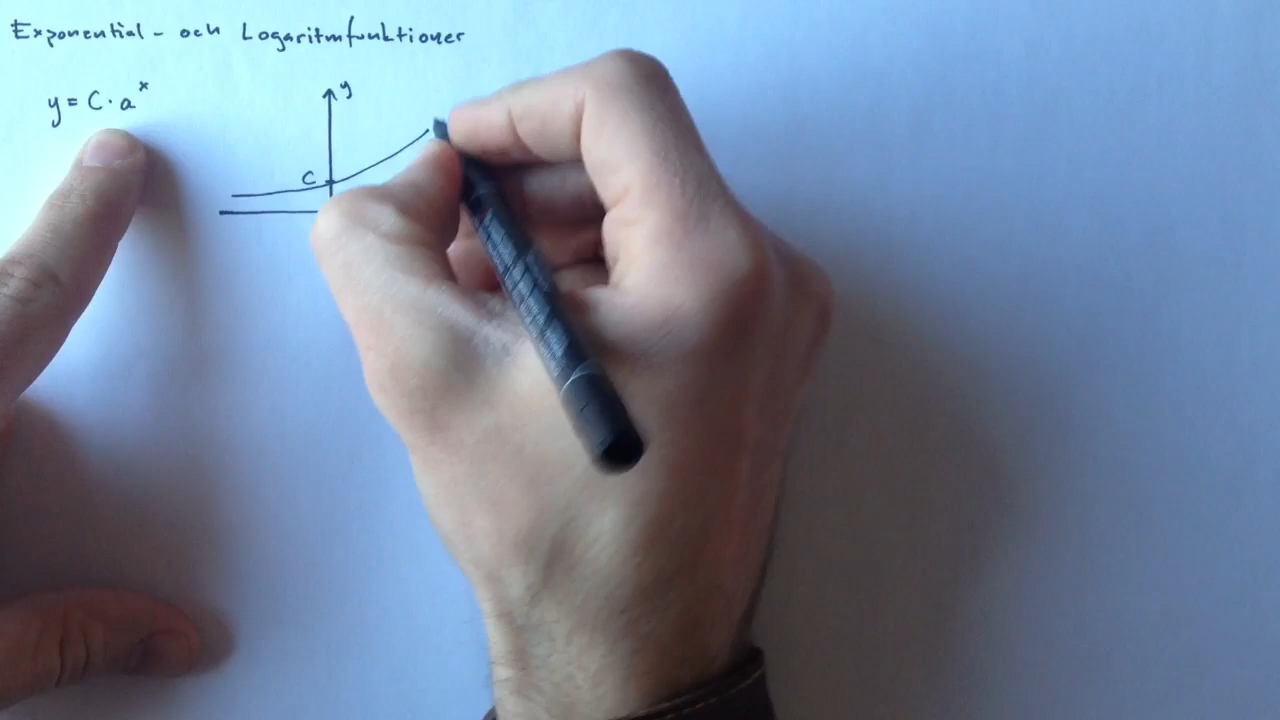 Exponential- och Logaritmfunktioner
y = C · a^x
y
C